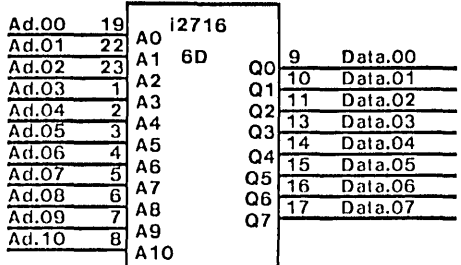 i2716
6D
Ad.00 19 A0
Ad.01 22 A1
Ad.02 23 A2
Ad.03 1 A3
Ad.04 2 A4
Ad.05 3 A5
Ad.06 4 A6
Ad.07 5 A7
Ad.08 6 A8
Ad.09 7 A9
Ad.10 8 A10
Q0 9 Data.00
Q1 10 Data.01
Q2 11 Data.02
Q3 13 Data.03
Q4 14 Data.04
Q5 15 Data.05
Q6 16 Data.06
Q7 17 Data.07